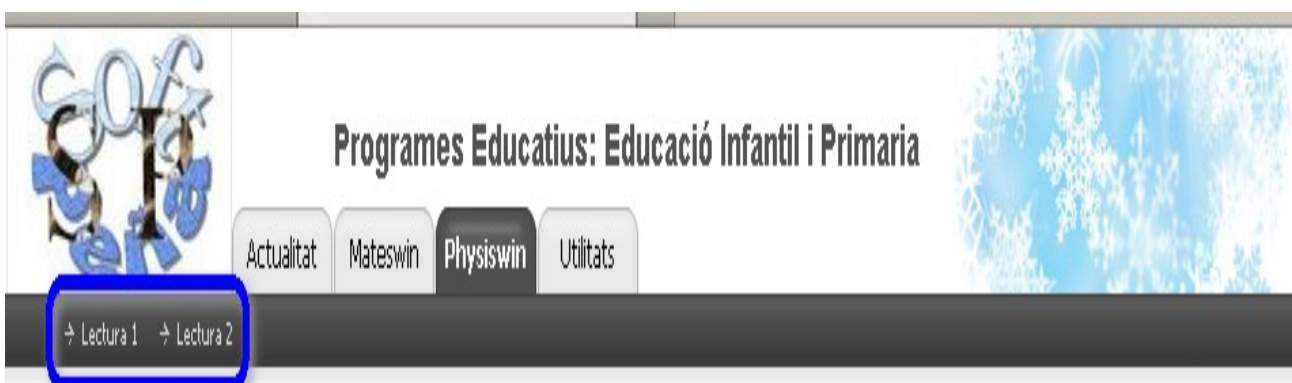 Programes Educatius: Educació Infantil i Primaria
Actualitat Mateswin Physiswin Utilitats
→ Lectura 1 → Lectura 2